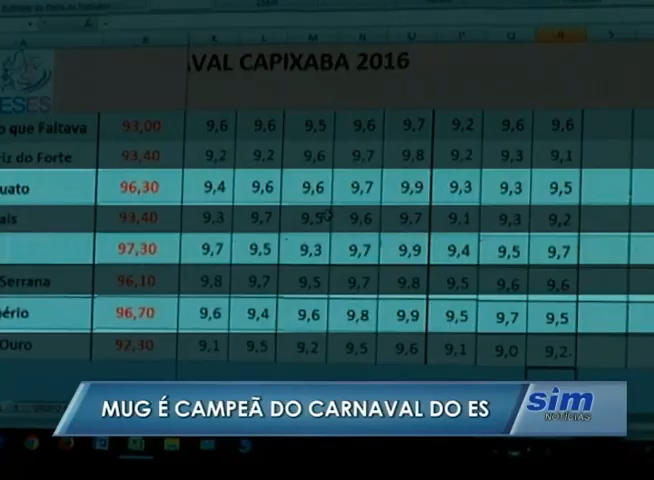 VAL CAPIXABA 2016
ESES
o que Faltava 93,00 9,6 9,6 9,5 9,6 9,7 9,2 9,6 9,6
riz do Forte 93,40 9,2 9,2 9,6 9,7 9,8 9,2 9,3 9,1
uato 96,30 9,4 9,6 9,6 9,7 9,9 9,3 9,3 9,5
ais 93,40 9,3 9,7 9,5 9,6 9,7 9,1 9,3 9,2
97,30 9,7 9,5 9,3 9,7 9,9 9,4 9,5 9,7
Serrana 96,10 9,8 9,7 9,5 9,7 9,8 9,5 9,6 9,6
ério 96,70 9,6 9,4 9,6 9,8 9,9 9,5 9,7 9,5
Ouro 92,30 9,1 9,5 9,2 9,5 9,6 9,1 9,0 9,2
MUG É CAMPEÃ DO CARNAVAL DO ES
sim
NOTÍCIAS